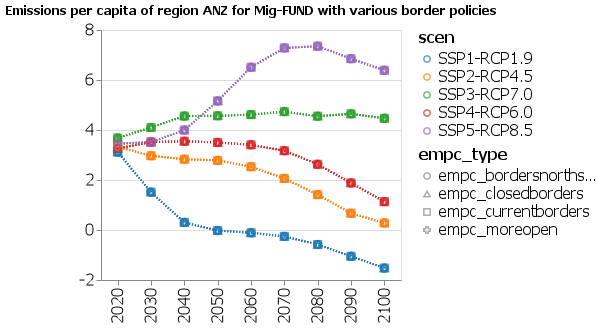 Emissions per capita of region ANZ for Mig-FUND with various border policies
8
6
4
2
0
−2
2020
2030
2040
2050
2060
2070
2080
2090
2100
scen
SSP1-RCP1.9
SSP2-RCP4.5
SSP3-RCP7.0
SSP4-RCP6.0
SSP5-RCP8.5
empc_type
empc_bordersnorths...
empc_closedborders
empc_currentborders
empc_moreopen